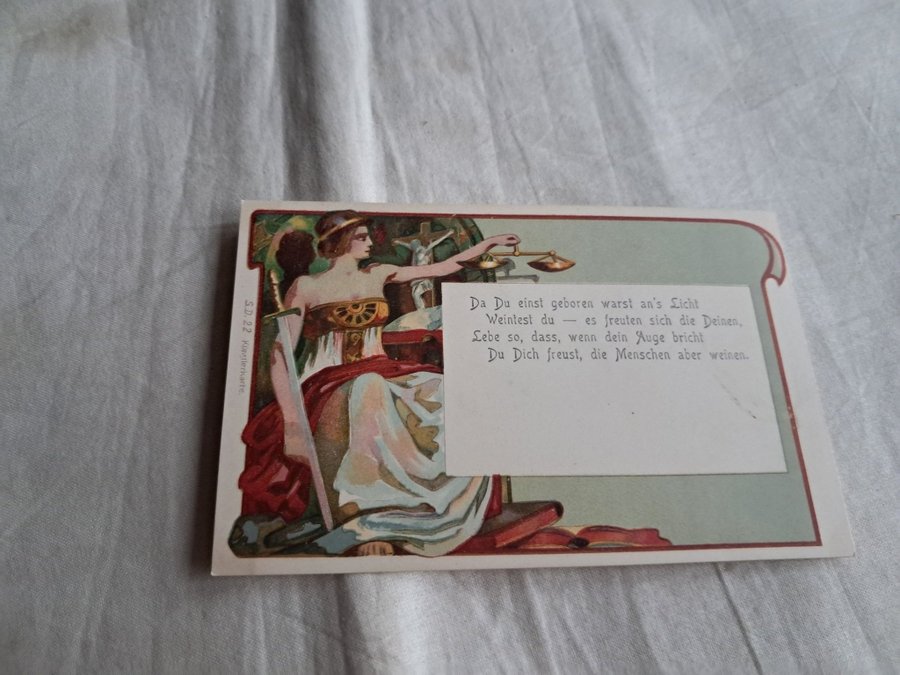 Da Du einst geboren warst an's Licht
Weintest du — es freuten sich die Deinen,
Lebe so, dass, wenn dein Auge bricht
Du Dich freust, die Menschen aber weinen.
S.D. 22 Künstlerkarte